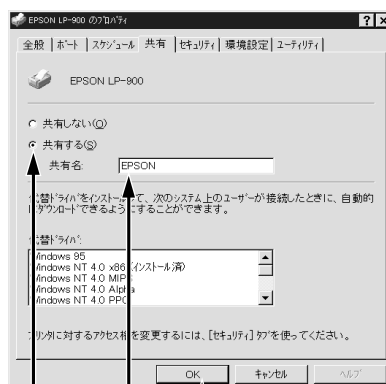 EPSON LP-900 のプロパティ
全般 ポート スケジュール 共有 セキュリティ 環境設定 ユーティリティ
EPSON LP-900
共有しない(O)
共有する(S)
共有名: EPSON
替ドライバをインストールして、次のシステム上のユーザーが接続したときに、自動的
にダウンロードできるようにすることができます。
替ドライバ:
Windows 95
Windows NT 4.0 x86 (インストール済)
Windows NT 4.0 MIPS
Windows NT 4.0 Alpha
Windows NT 4.0 PPC
プリンタに対するアクセス権を変更するには、[セキュリティ] タブを使ってください。
OK キャンセル ヘルプ